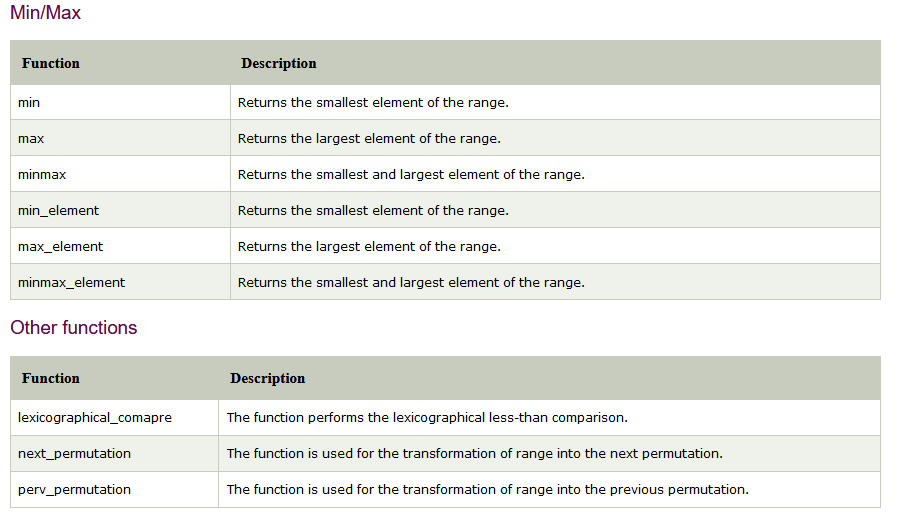 Min/Max
Function Description
min Returns the smallest element of the range.
max Returns the largest element of the range.
minmax Returns the smallest and largest element of the range.
min_element Returns the smallest element of the range.
max_element Returns the largest element of the range.
minmax_element Returns the smallest and largest element of the range.
Other functions
Function Description
lexicographical_comapre The function performs the lexicographical less-than comparison.
next_permutation The function is used for the transformation of range into the next permutation.
perv_permutation The function is used for the transformation of range into the previous permutation.